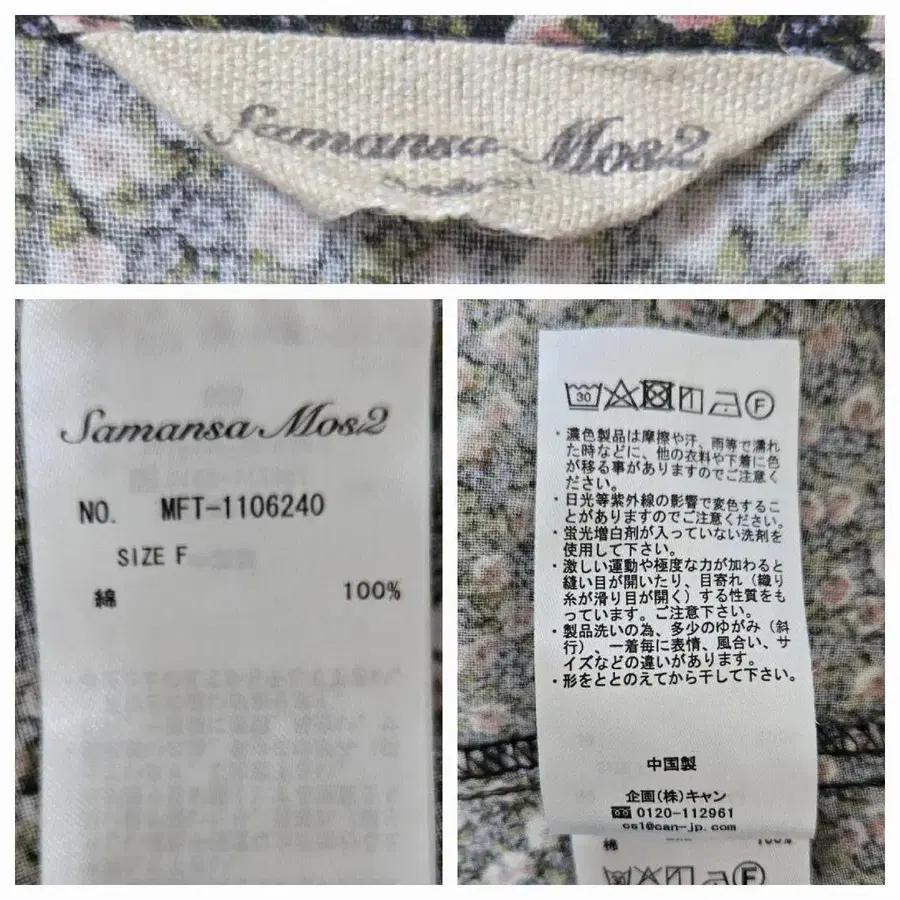 Samansa Mos2
Samansa Mos2
NO. MFT-1106240
SIZE F
綿 100%
30 F
・濃色製品は摩擦や汗、雨等で濡れ
た時などに、他の衣料や下着に色
が移る事がありますのでご注意く
ださい。
・日光等紫外線の影響で変色するこ
とがありますのでご注意ください。
・蛍光増白剤が入っていない洗剤を
使用して下さい。
・激しい運動や極度な力が加わると
縫い目が開いたり、目寄れ（織り
糸が滑り目が開く）する性質をも
っています。ご注意下さい。
・製品洗いの為、多少のゆがみ（斜
行）、一着毎に表情、風合い、サ
イズなどの違いがあります。
・形をととのえてから干して下さい。
中国製
企画(株)キャン
0120-112961
cs1@can-jp.com
綿 100%
F